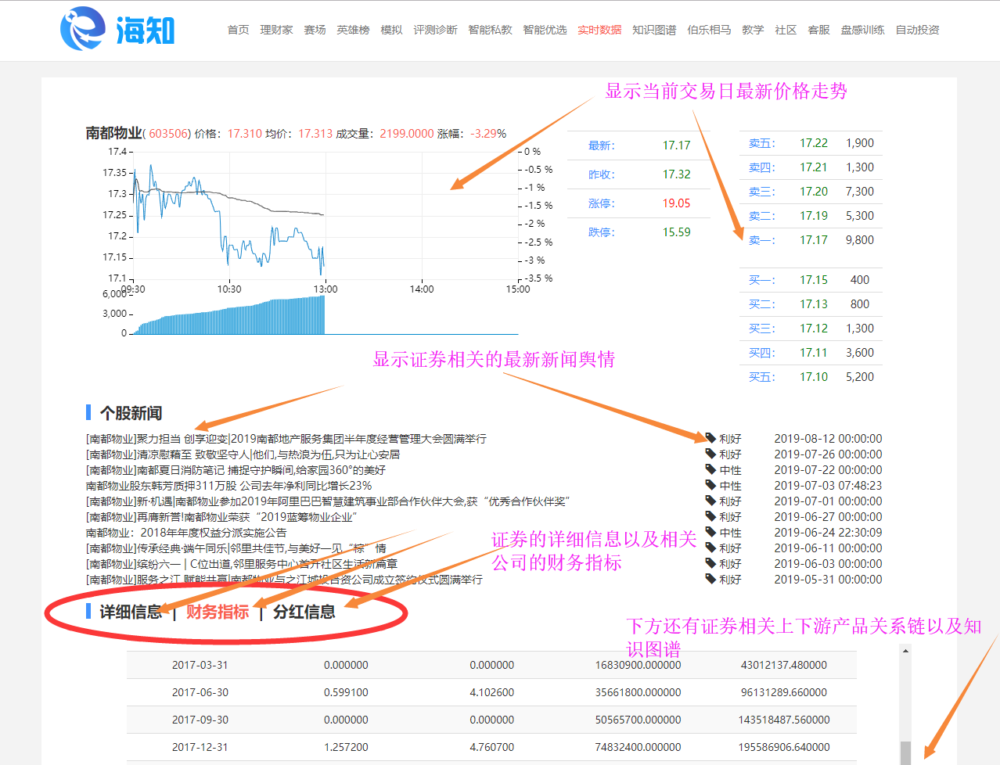 海知
首页 理财家 赛场 英雄榜 模拟 评测诊断 智能私教 智能优选 实时数据 知识图谱 伯乐相马 教学 社区 客服 盘感训练 自动投资
显示当前交易日最新价格走势
南都物业( 603506) 价格：17.310 均价：17.313 成交量：2199.0000 涨幅：-3.29%
17.4
17.35
17.3
17.25
17.2
17.15
17.1
0 %
-0.5 %
-1 %
-1.5 %
-2 %
-2.5 %
-3 %
-3.5 %
09:30 10:30 13:00 14:00 15:00
6,000
3,000
0
最新： 17.17
昨收： 17.32
涨停： 19.05
跌停： 15.59
卖五： 17.22 1,900
卖四： 17.21 1,300
卖三： 17.20 7,300
卖二： 17.19 5,300
卖一： 17.17 9,800
买一： 17.15 400
买二： 17.13 800
买三： 17.12 1,300
买四： 17.11 3,600
买五： 17.10 5,200
显示证券相关的最新新闻舆情
个股新闻
[南都物业]聚力担当 创享迎变|2019南都地产服务集团半年度经营管理大会圆满举行 利好 2019-08-12 00:00:00
[南都物业]清凉慰藉至 致敬坚守人|他们,与热浪为伍,只为让心安居 利好 2019-07-26 00:00:00
[南都物业]南都夏日消防笔记 捕捉守护瞬间,给家园360°的美好 中性 2019-07-22 00:00:00
南都物业股东韩芳质押311万股 公司去年净利同比增长23% 中性 2019-07-03 07:48:23
[南都物业]新·机遇|南都物业参加2019年阿里巴巴智慧建筑事业部合作伙伴大会,获“优秀合作伙伴奖” 利好 2019-07-01 00:00:00
[南都物业]再膺新誉!南都物业荣获“2019蓝筹物业企业” 利好 2019-06-27 00:00:00
南都物业：2018年年度权益分派实施公告 中性 2019-06-24 22:30:09
[南都物业]传承经典·端午同乐|邻里共佳节,与美好一见“粽”情 利好 2019-06-11 00:00:00
[南都物业]缤纷六一 | C位出道,邻里服务中心首开社区生活新篇章 利好 2019-06-03 00:00:00
[南都物业]服务之江 赋能共赢|南都物业与之江城投合资公司成立签约仪式圆满举行 利好 2019-05-31 00:00:00
证券的详细信息以及相关
公司的财务指标
详细信息 | 财务指标 | 分红信息
下方还有证券相关上下游产品关系链以及知
识图谱
2017-03-31 0.000000 0.000000 16830900.000000 43012137.480000
2017-06-30 0.599100 4.102600 35661800.000000 96131289.660000
2017-09-30 0.000000 0.000000 50565700.000000 143518487.560000
2017-12-31 1.257200 4.760700 74832400.000000 195586906.640000